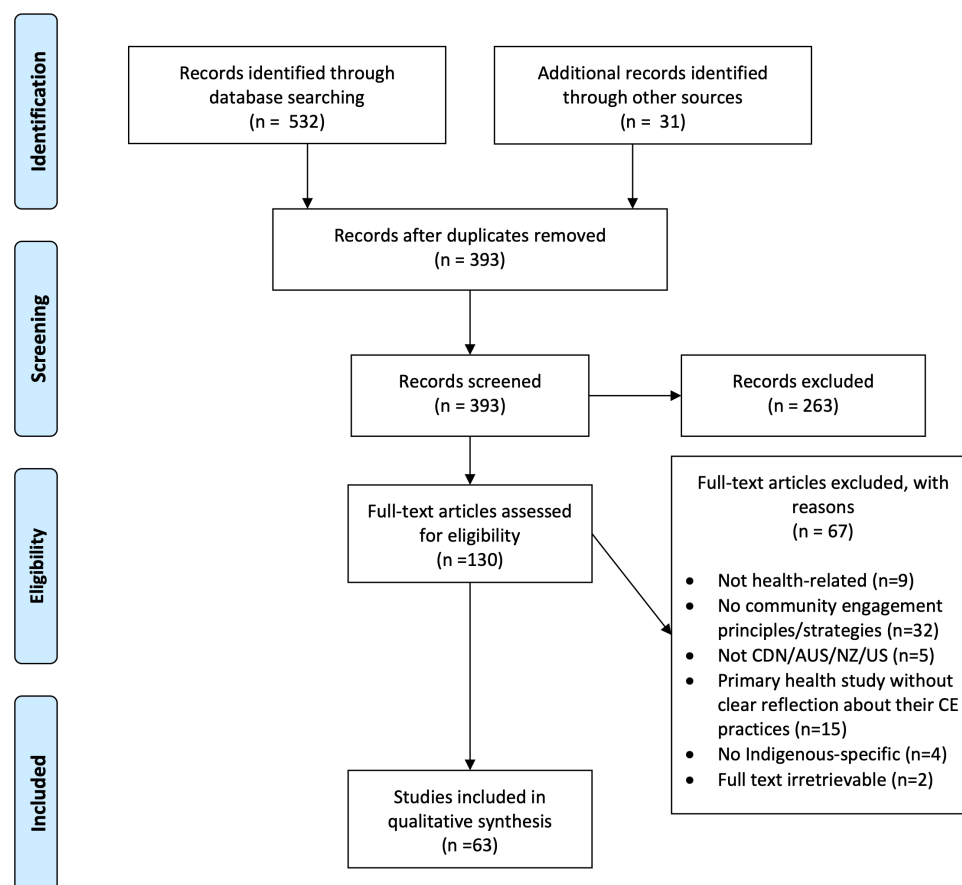 Identification
Records identified through
database searching
(n = 532)
Additional records identified
through other sources
(n = 31)
Records after duplicates removed
(n = 393)
Screening
Records screened
(n = 393)
Records excluded
(n = 263)
Eligibility
Full-text articles assessed
for eligibility
(n =130)
Full-text articles excluded, with
reasons
(n = 67)
• Not health-related (n=9)
• No community engagement
principles/strategies (n=32)
• Not CDN/AUS/NZ/US (n=5)
• Primary health study without
clear reflection about their CE
practices (n=15)
• No Indigenous-specific (n=4)
• Full text irretrievable (n=2)
Included
Studies included in
qualitative synthesis
(n =63)